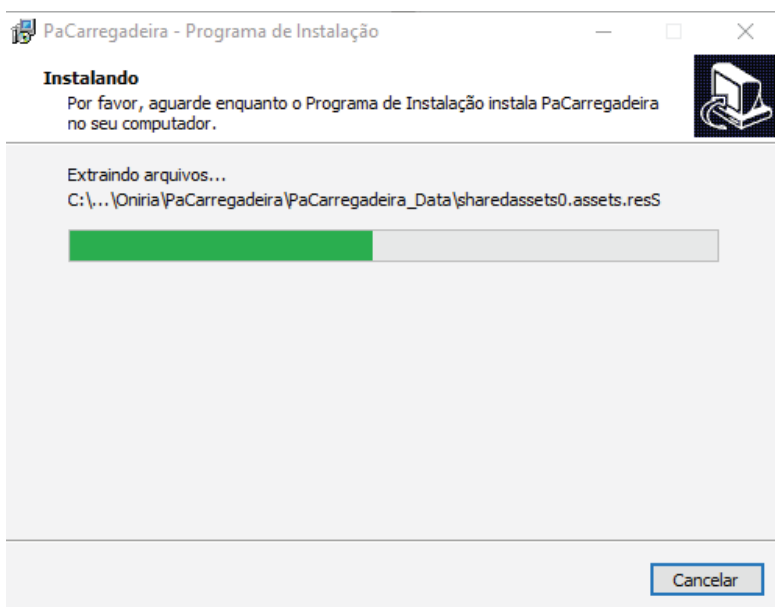 PaCarregadeira - Programa de Instalação
Instalando
Por favor, aguarde enquanto o Programa de Instalação instala PaCarregadeira
no seu computador.
Extraindo arquivos...
C:\...\Oniria\PaCarregadeira\PaCarregadeira_Data\sharedassets0.assets.resS
Cancelar